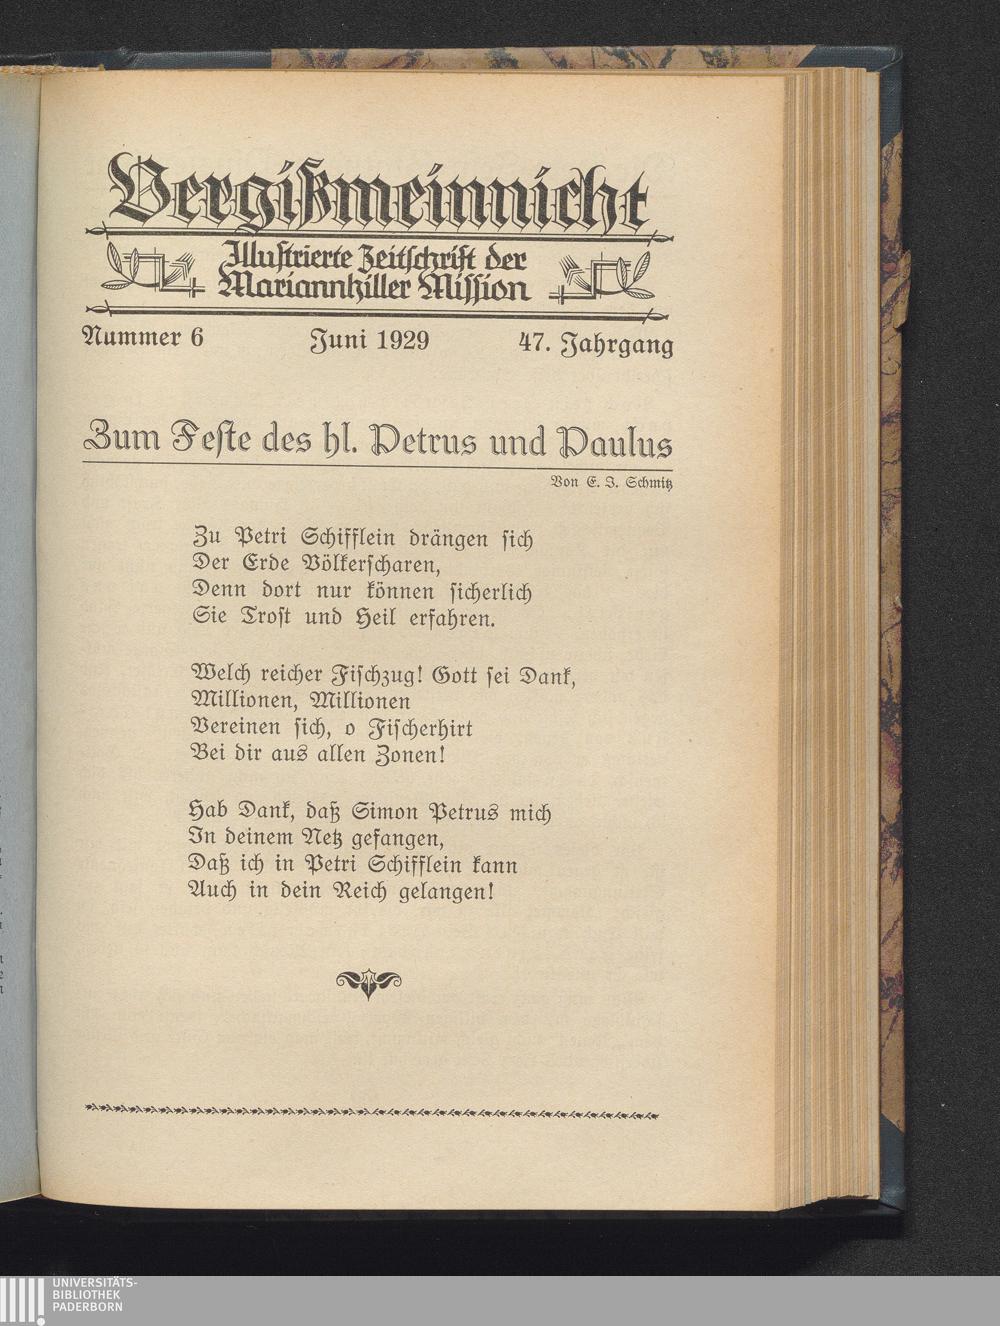 Vergißmeinnicht
Illustrierte Zeitschrift der
Mariannhiller Mission
Nummer 6 Juni 1929 47. Jahrgang
Zum Feste des hl. Petrus und Paulus
Von E. J. Schmitz
Zu Petri Schifflein drängen sich
Der Erde Völkerscharen,
Denn dort nur können sicherlich
Sie Trost und Heil erfahren.
Welch reicher Fischzug! Gott sei Dank,
Millionen, Millionen
Vereinen sich, o Fischerhirt
Bei dir aus allen Zonen!
Hab Dank, daß Simon Petrus mich
In deinem Netz gefangen,
Daß ich in Petri Schifflein kann
Auch in dein Reich gelangen!
UNIVERSITÄTS-
BIBLIOTHEK
PADERBORN